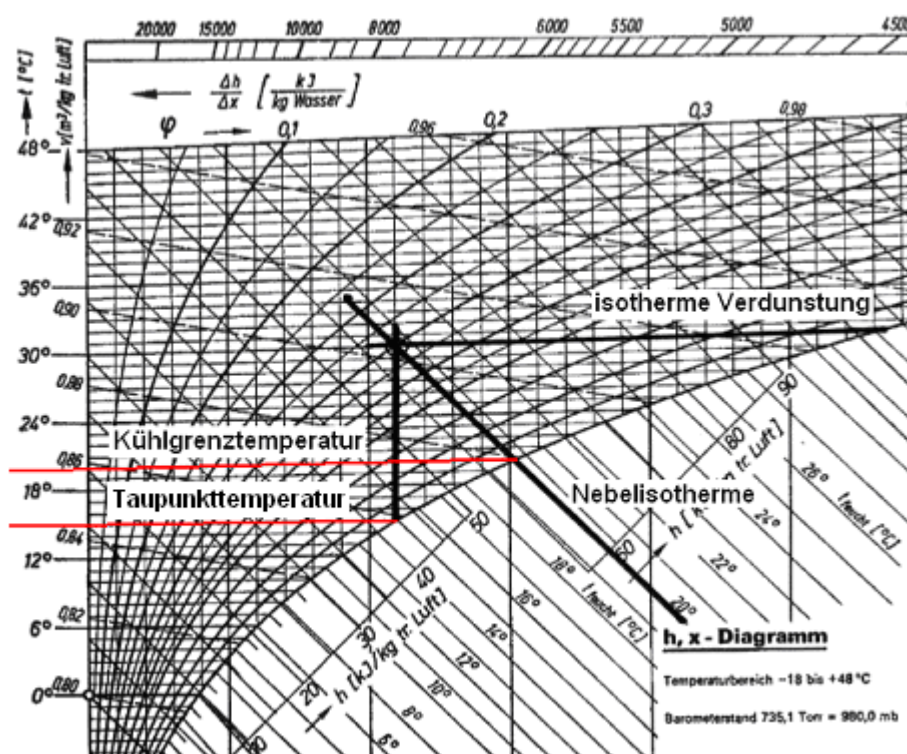 20000 15000 10000 8000 6000 5500 5000 4500
t [°C]
v [m³/kg tr. Luft]
Δh/Δx [kJ/kg Wasser]
φ 0,1 0,96 0,2 0,3 0,98
48°
0,92
42°
36°
0,90
isotherme Verdunstung
30°
0,88
90
24°
Kühlgrenztemperatur
80
0,86
18°
Taupunkttemperatur
Nebelisotherme
28°
t feucht [°C]
24°
0,84
12°
22°
18°
t feucht [°C]
20°
40
16°
0,82
6°
30
14°
h, x - Diagramm
12°
h [kJ/kg tr. Luft]
20
10°
Temperaturbereich -18 bis +48°C
0°
0,80
8°
Barometerstand 735,1 Torr = 980,0 mb
6°